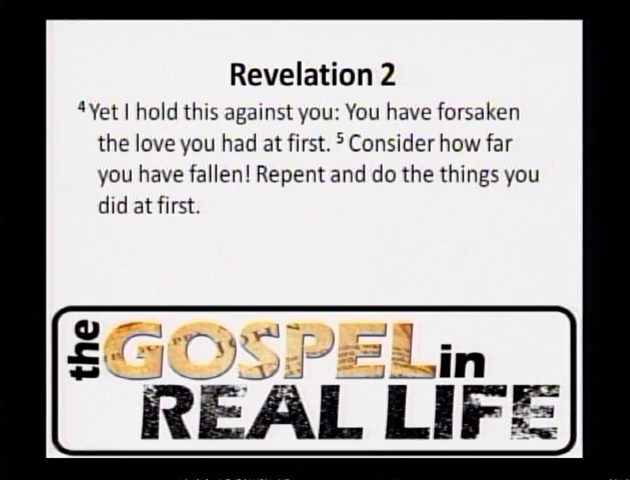 Revelation 2
⁴ Yet I hold this against you: You have forsaken
the love you had at first. ⁵ Consider how far
you have fallen! Repent and do the things you
did at first.
the GOSPEL in
REAL LIFE